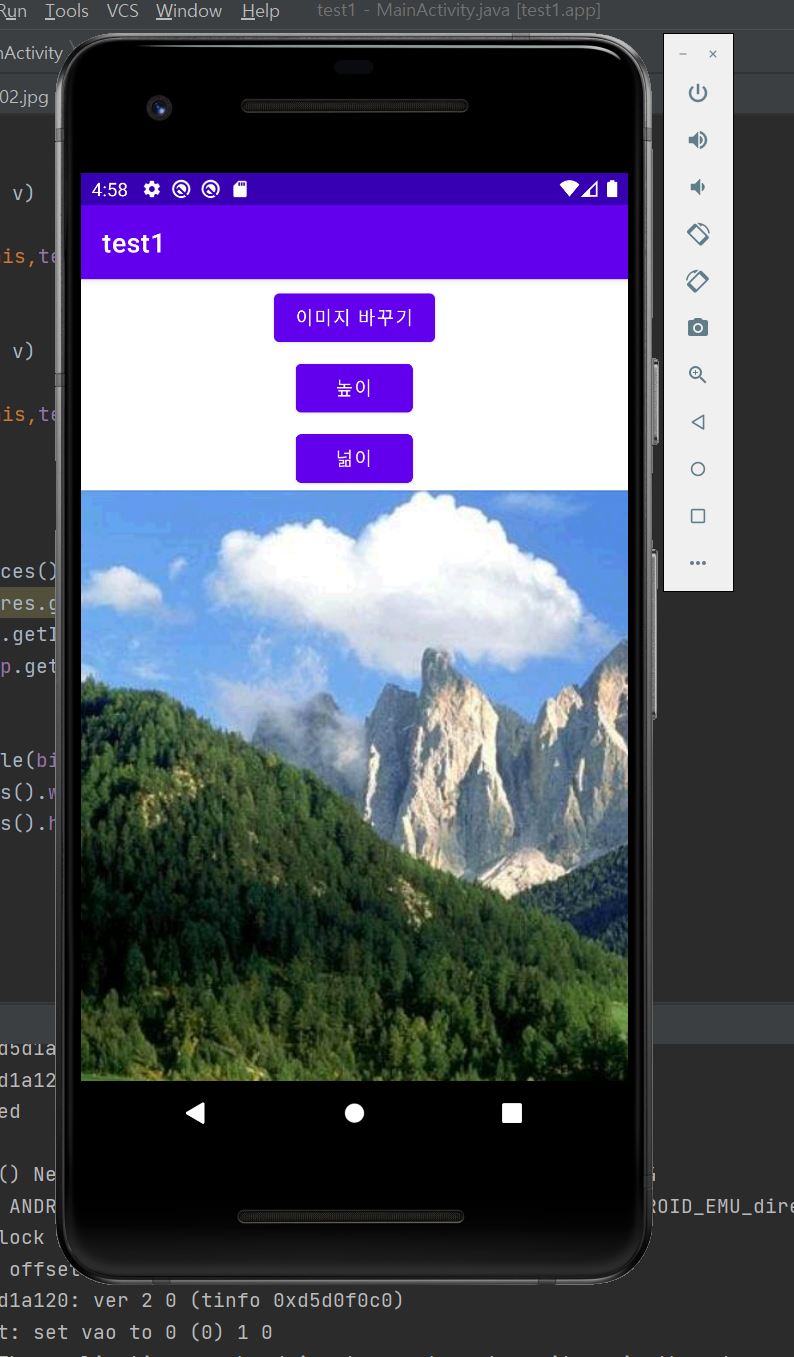 Run Tools VCS Window Help test1 - MainActivity.java [test1.app]
Activity
02.jpg
4:58
v)
test1
is,te
이미지 바꾸기
v)
높이
is,te
넒이
ces()
res.g
.getI
p.get
le(bi
s().w
s().h
d5d1a
d1a12
ed
() Ne
ANDR ROID_EMU_dire
lock
offset
d1a120: ver 2 0 (tinfo 0xd5d0f0c0)
t: set vao to 0 (0) 1 0